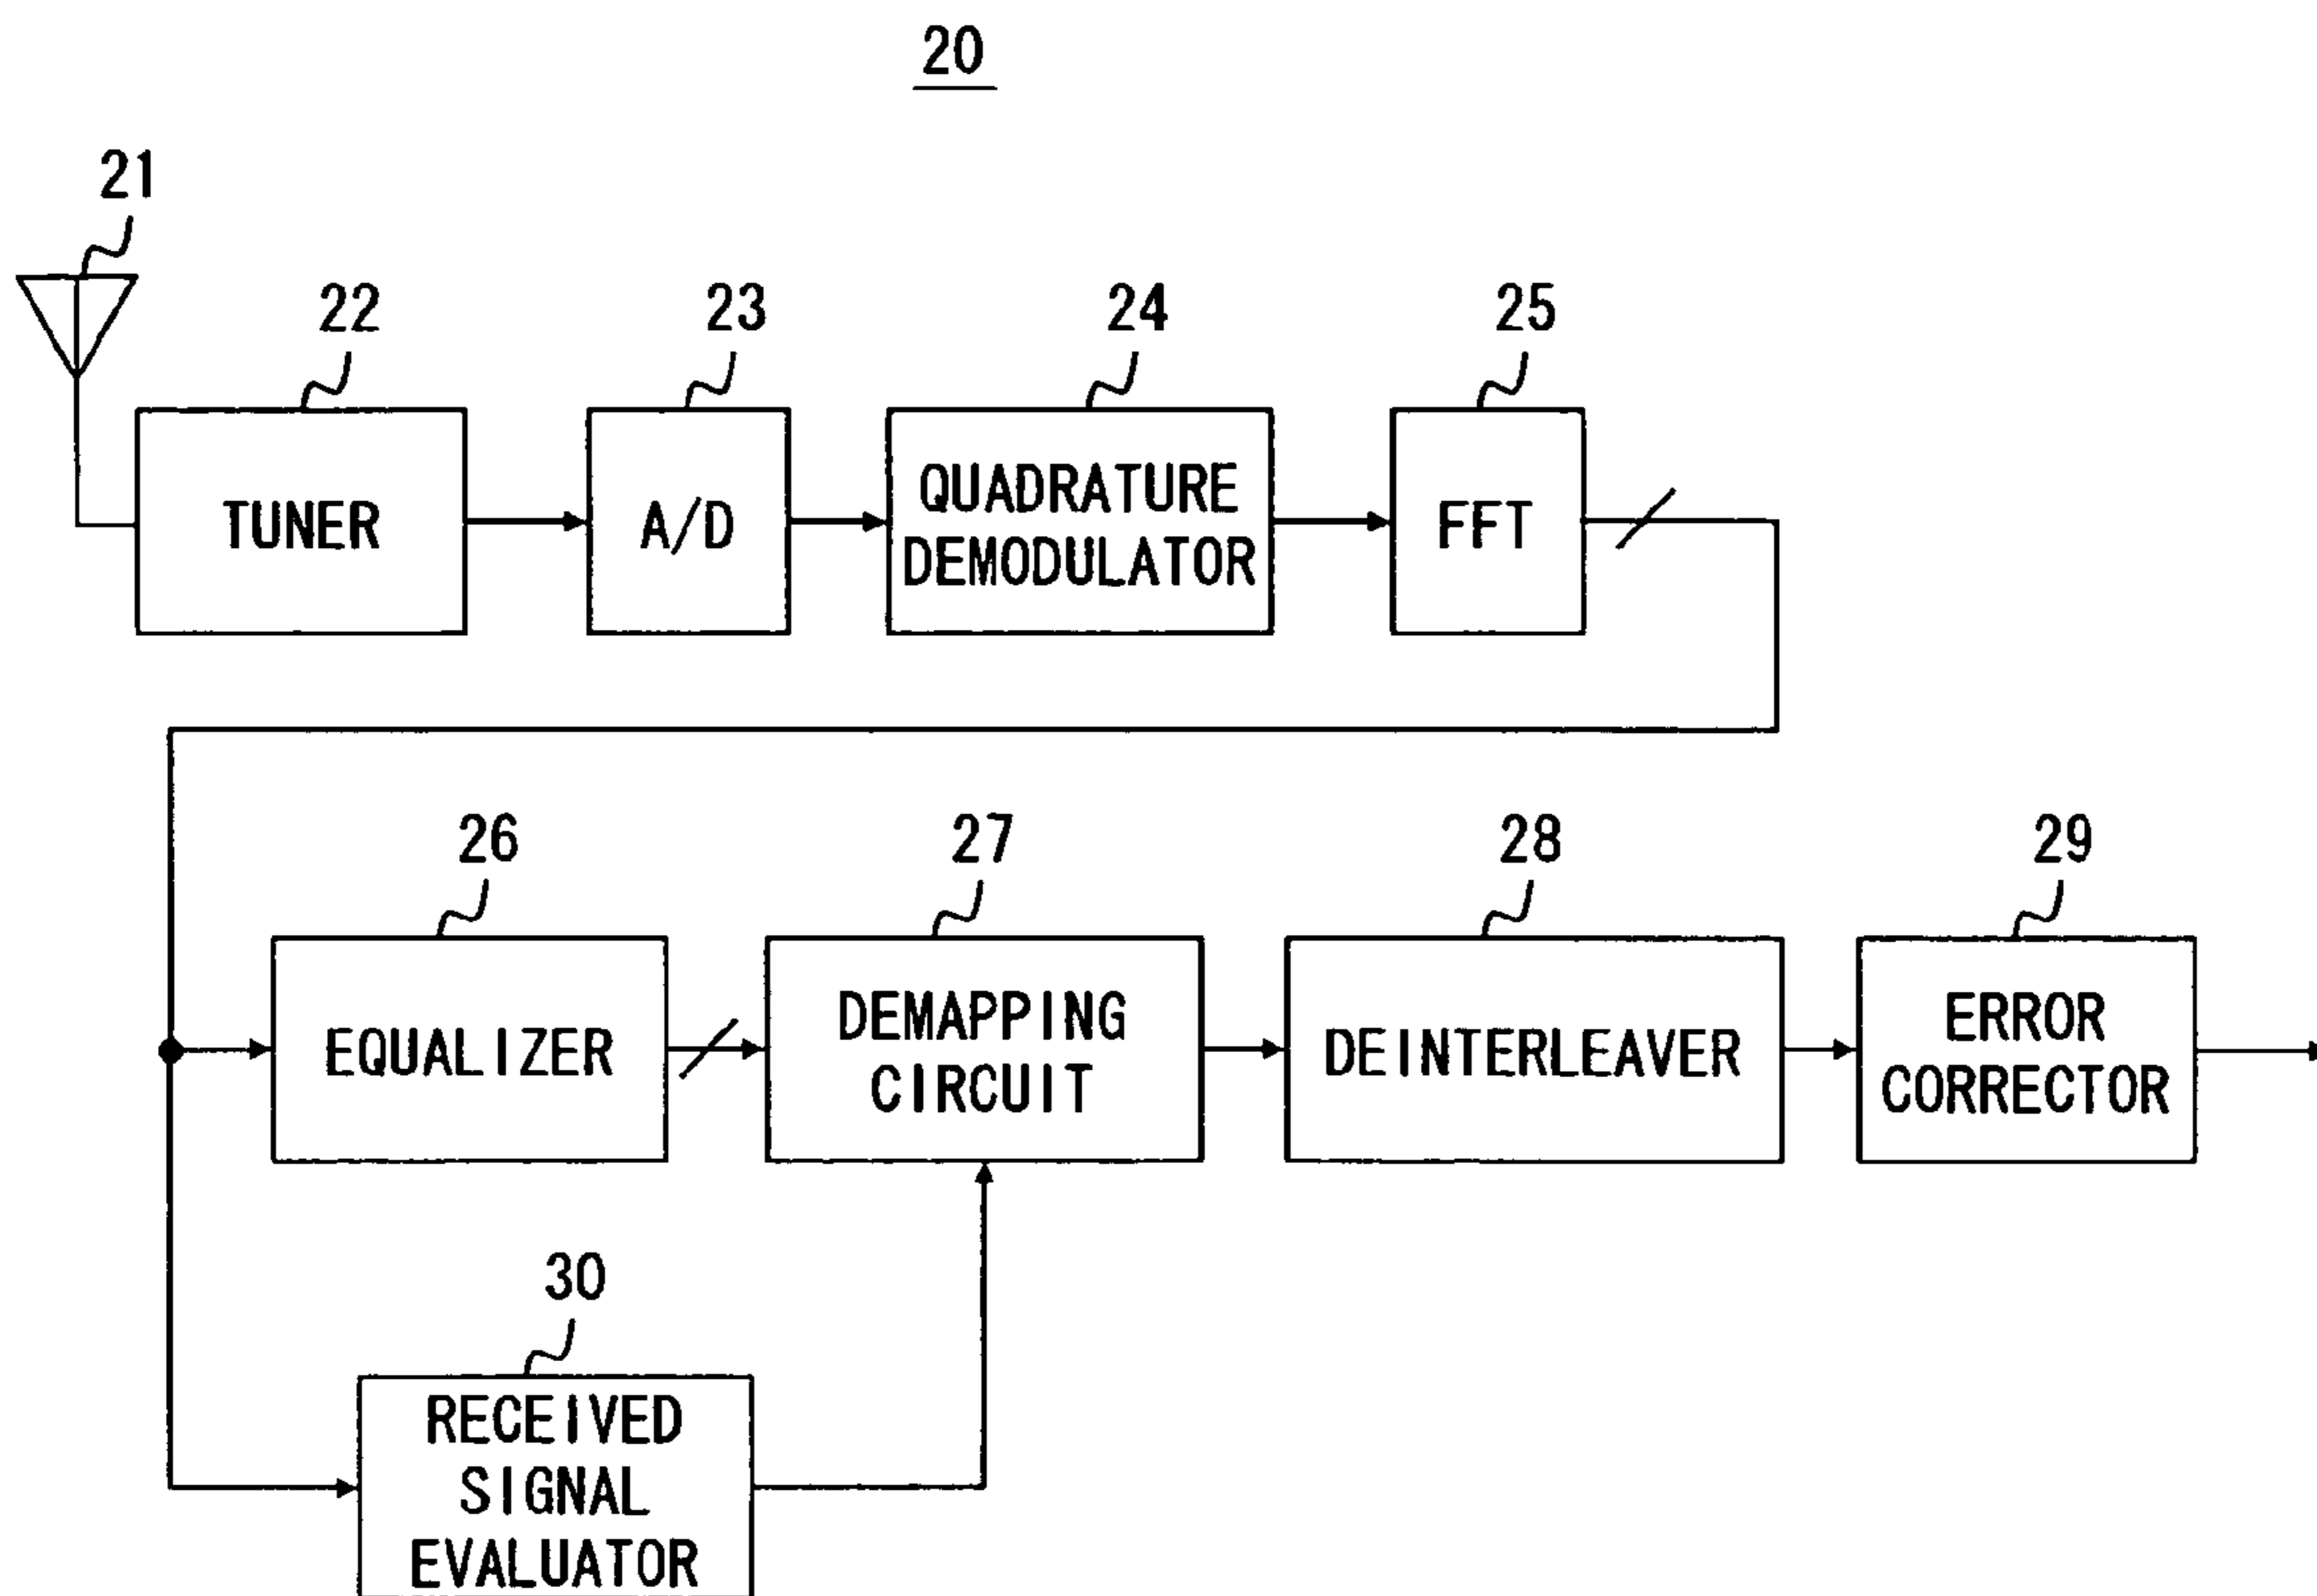 20
21
22
23
24
25
TUNER
A/D
QUADRATURE
DEMODULATOR
FFT
26
27
28
29
EQUALIZER
DEMAPPING
CIRCUIT
DEINTERLEAVER
ERROR
CORRECTOR
30
RECEIVED
SIGNAL
EVALUATOR